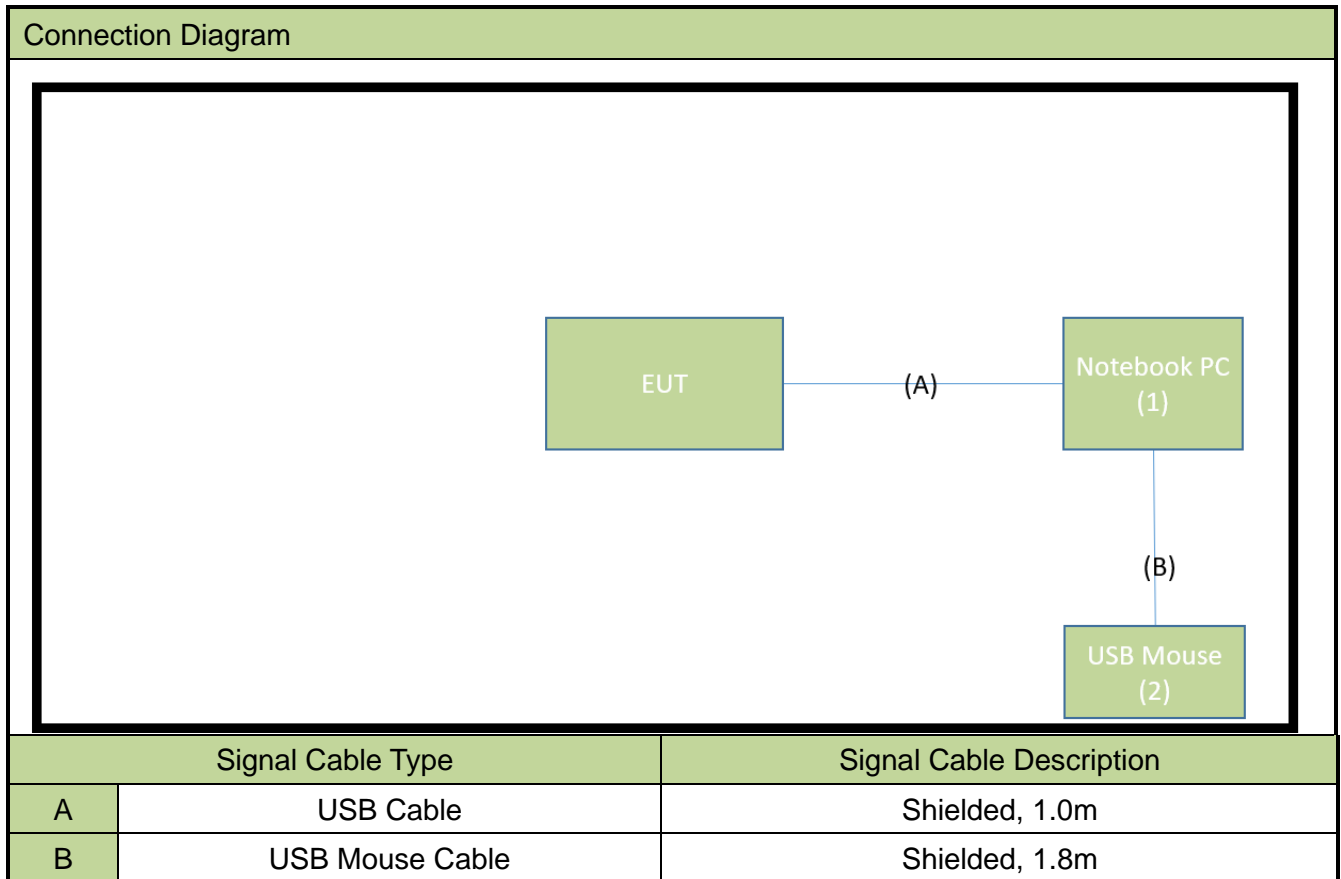 Connection Diagram
EUT
(A)
Notebook PC
(1)
(B)
USB Mouse
(2)
Signal Cable Type Signal Cable Description
A USB Cable Shielded, 1.0m
B USB Mouse Cable Shielded, 1.8m